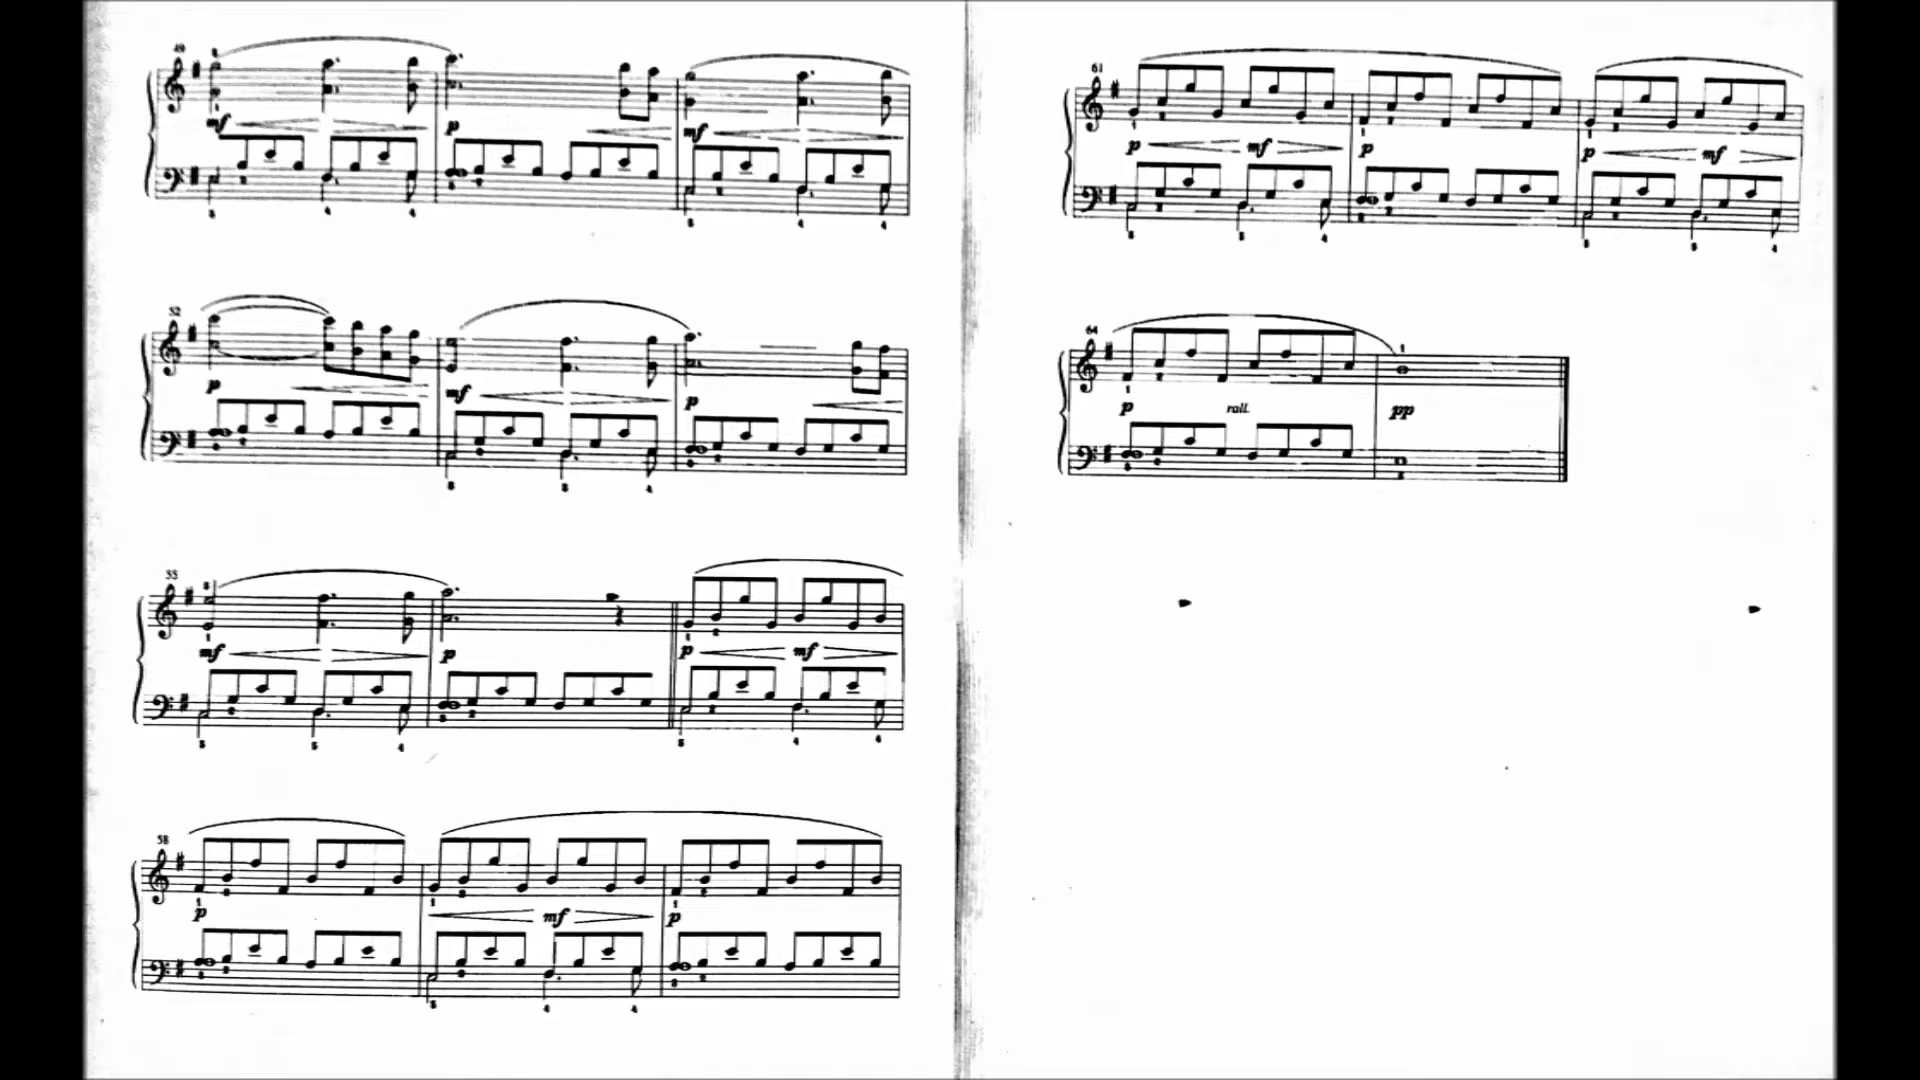 49
mf p mf
52
p mf p
55
mf p p mf
58
p mf p
61
p mf p p mf
64
p rall. pp